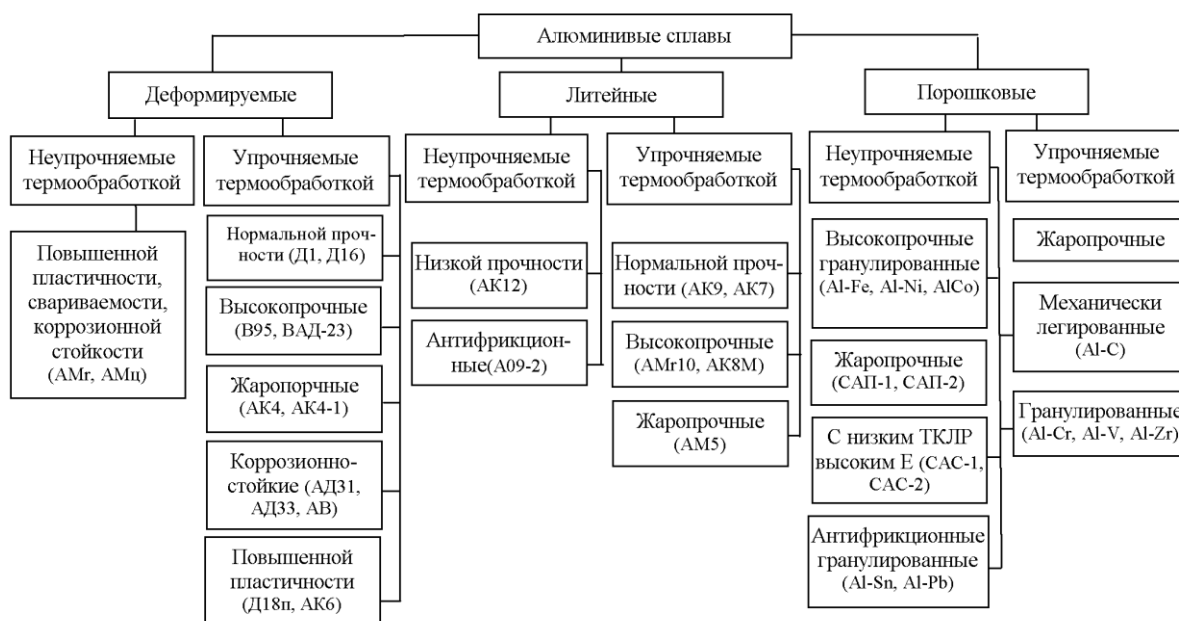 Алюминивые сплавы
Деформируемые
Литейные
Порошковые
Неупрочняемые
термообработкой
Упрочняемые
термообработкой
Неупрочняемые
термообработкой
Упрочняемые
термообработкой
Неупрочняемые
термообработкой
Упрочняемые
термообработкой
Повышенной
пластичности,
свариваемости,
коррозионной
стойкости
(АМг, АМц)
Нормальной проч-
ности (Д1, Д16)
Высокопрочные
(В95, ВАД-23)
Жаропорчные
(АК4, АК4-1)
Коррозионно-
стойкие (АД31,
АД33, АВ)
Повышенной
пластичности
(Д18п, АК6)
Низкой прочности
(АК12)
Антифрикцион-
ные(А09-2)
Нормальной проч-
ности (АК9, АК7)
Высокопрочные
(АМг10, АК8М)
Жаропрочные
(АМ5)
Высокопрочные
гранулированные
(Al-Fe, Al-Ni, AlCo)
Жаропрочные
(САП-1, САП-2)
С низким ТКЛР
высоким Е (САС-1,
САС-2)
Антифрикционные
гранулированные
(Al-Sn, Al-Pb)
Жаропрочные
Механически
легированные
(Al-C)
Гранулированные
(Al-Cr, Al-V, Al-Zr)